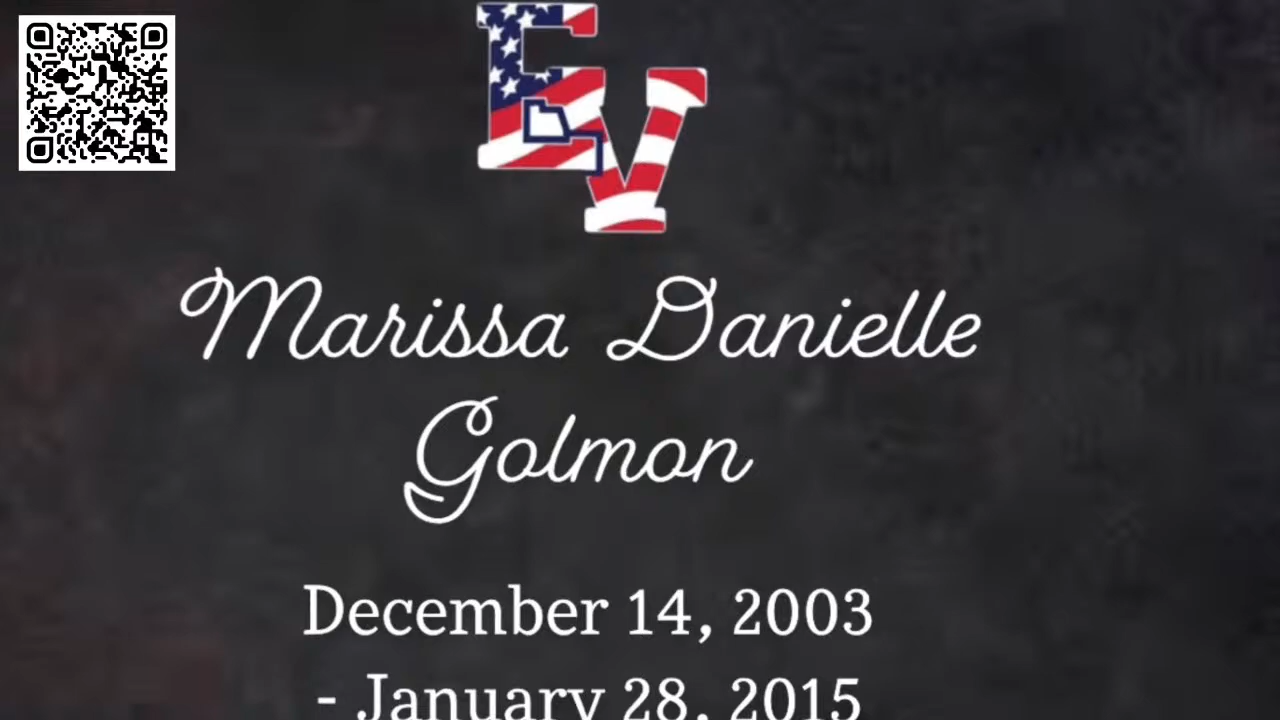 EV
Marissa Danielle
Golmon
December 14, 2003
- January 28, 2015